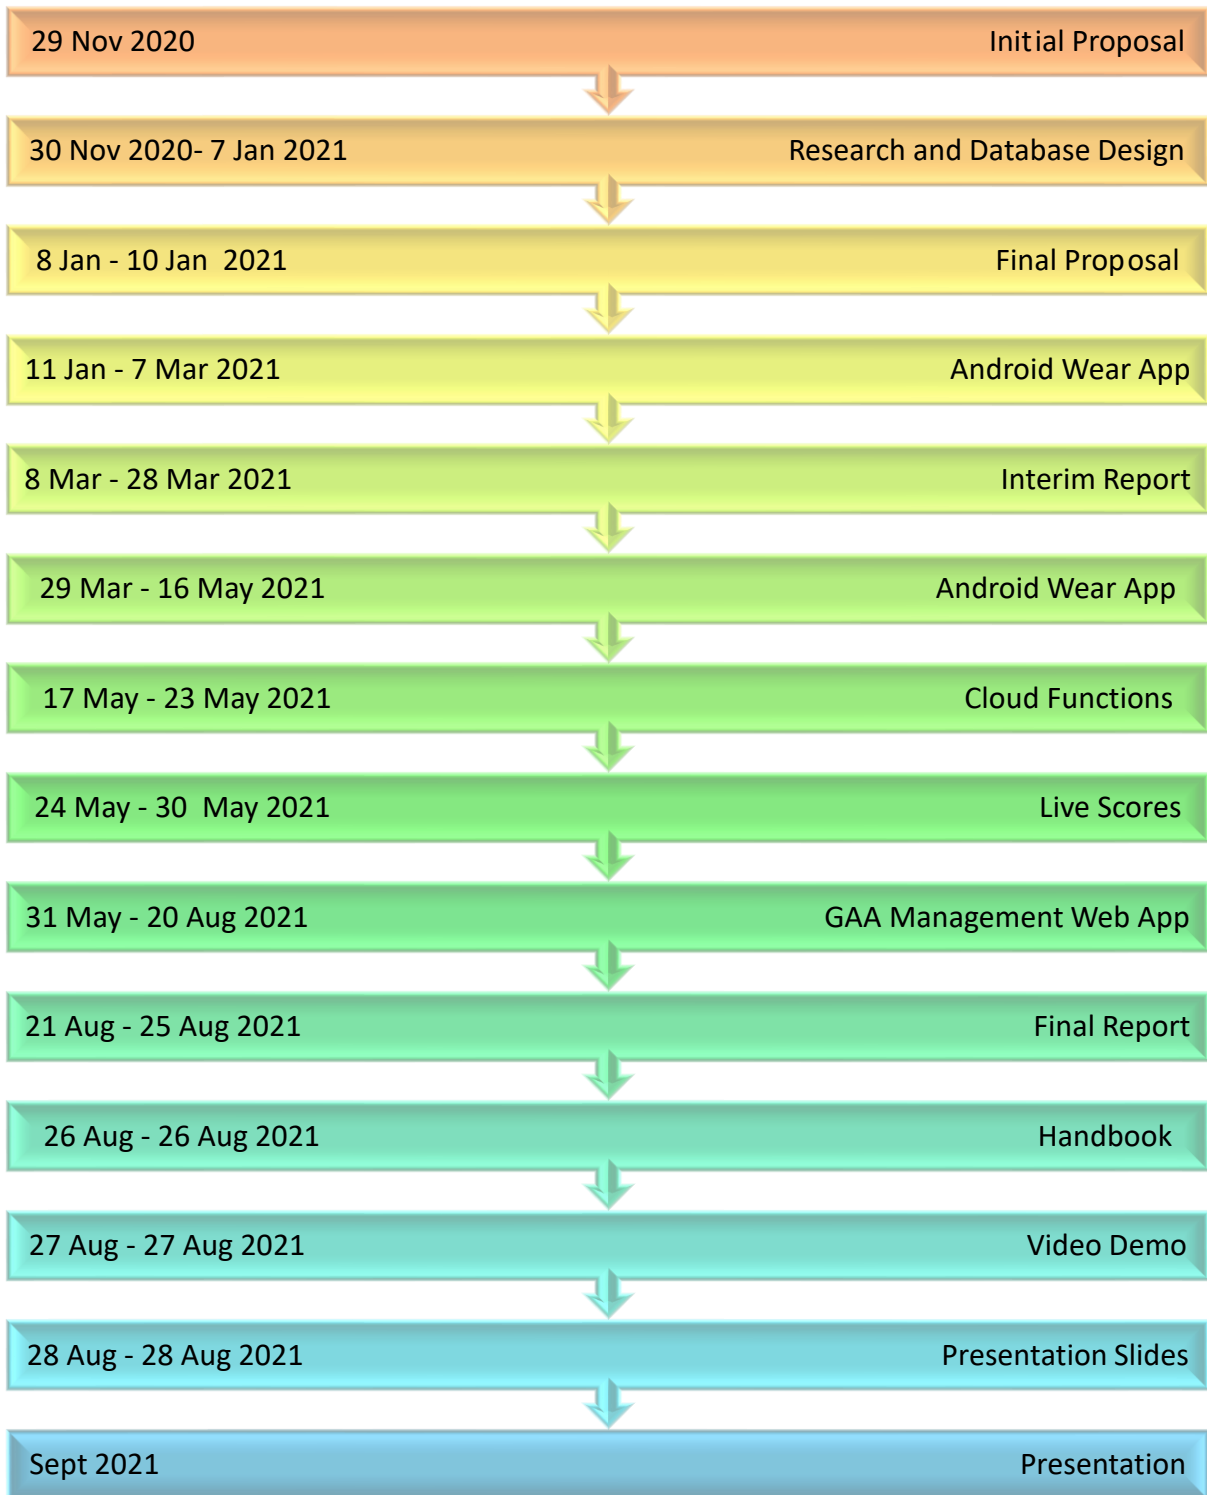 29 Nov 2020 Initial Proposal
30 Nov 2020- 7 Jan 2021 Research and Database Design
8 Jan - 10 Jan  2021 Final Proposal
11 Jan - 7 Mar 2021 Android Wear App
8 Mar - 28 Mar 2021 Interim Report
29 Mar - 16 May 2021 Android Wear App
17 May - 23 May 2021 Cloud Functions
24 May - 30  May 2021 Live Scores
31 May - 20 Aug 2021 GAA Management Web App
21 Aug - 25 Aug 2021 Final Report
26 Aug - 26 Aug 2021 Handbook
27 Aug - 27 Aug 2021 Video Demo
28 Aug - 28 Aug 2021 Presentation Slides
Sept 2021 Presentation